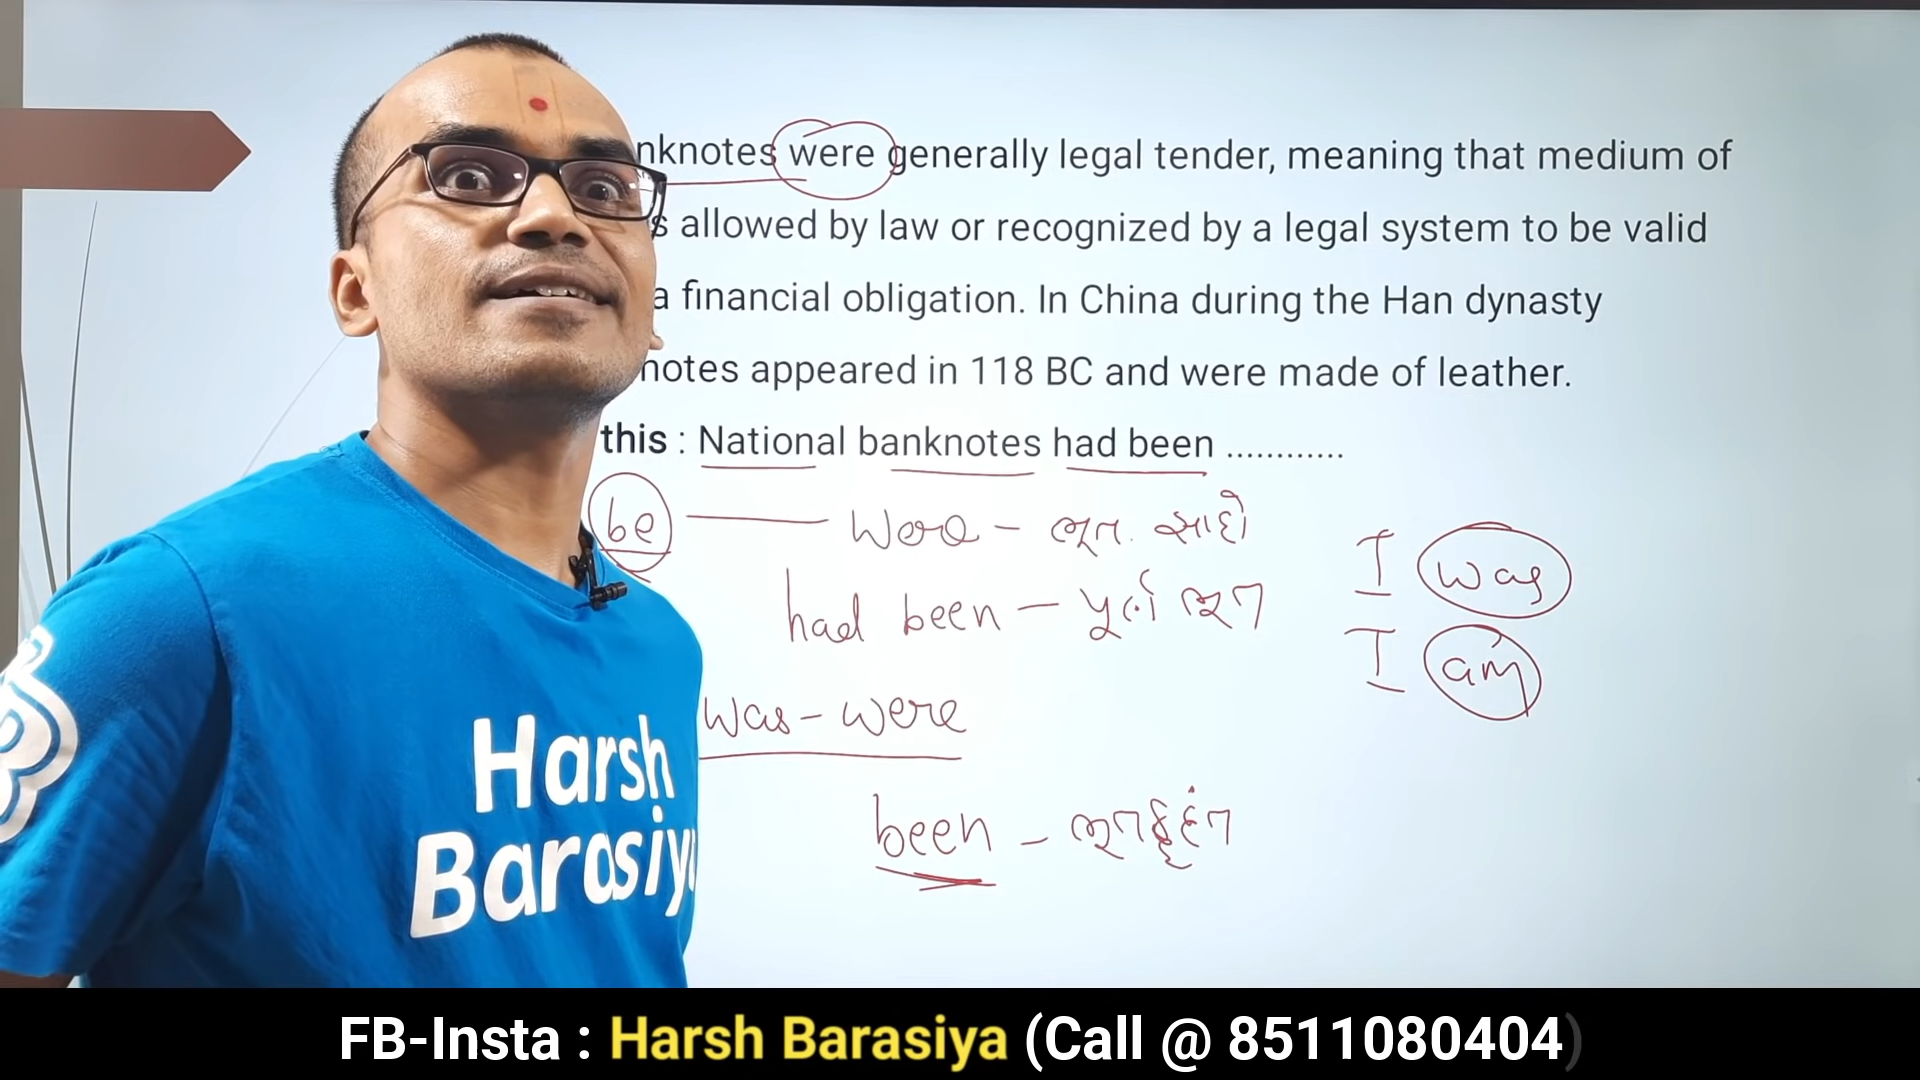 nknotes were generally legal tender, meaning that medium of
s allowed by law or recognized by a legal system to be valid
a financial obligation. In China during the Han dynasty
notes appeared in 118 BC and were made of leather.
this : National banknotes had been ............
be were - ભૂત. સાદો
I was
had been - પૂર્ણ ભૂત
I am
was - were
been - ભૂતકૃદંત
Harsh
Barasiya
FB-Insta : Harsh Barasiya (Call @ 8511080404)